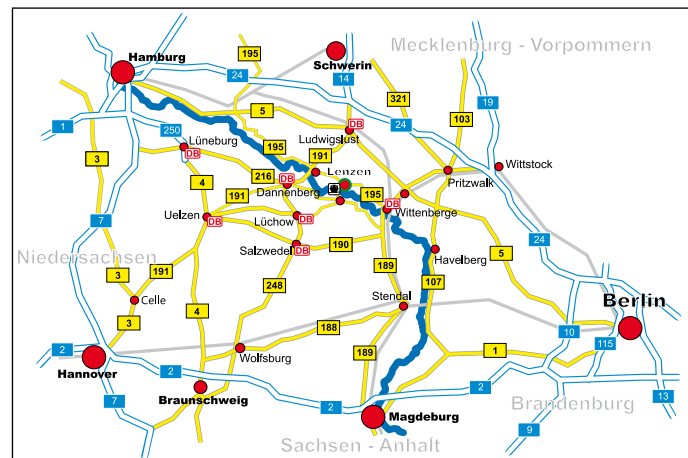 195
Mecklenburg - Vorpommern
Hamburg
Schwerin
24
14
321
19
5
103
1
250
24
Lüneburg
Ludwigslust
195
DB
DB
191
3
Wittstock
216
DB
Lenzen
Pritzwalk
4
191
Dannenberg
195
DB
7
Uelzen
DB
Lüchow
Wittenberge
24
Niedersachsen
Salzwedel
190
DB
5
Havelberg
191
189
3
248
107
Celle
Stendal
4
188
Berlin
3
10
2
115
Wolfsburg
189
1
Hannover
2
2
13
7
Braunschweig
2
Magdeburg
Brandenburg
9
Sachsen - Anhalt